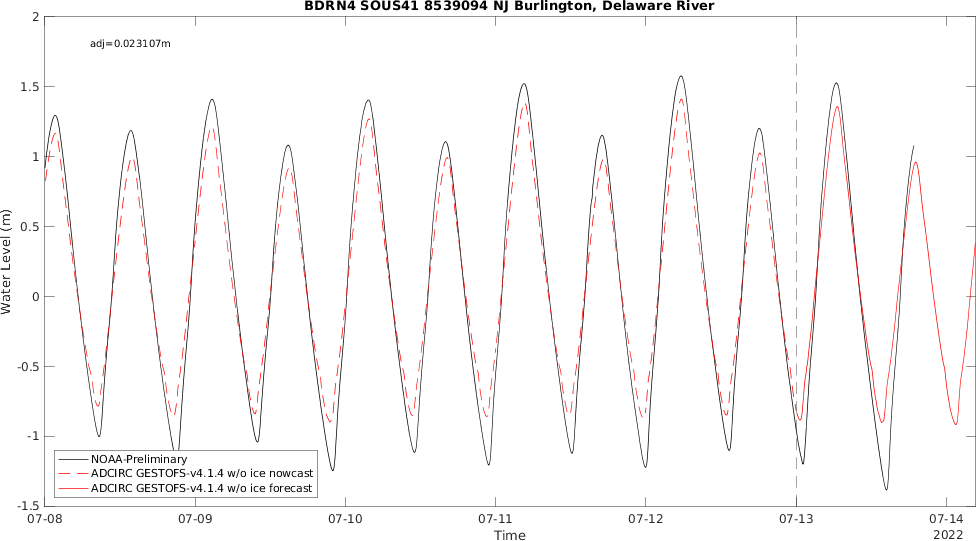 BDRN4 SOUS41 8539094 NJ Burlington, Delaware River
2
adj=0.023107m
1.5
1
0.5
0
-0.5
-1
-1.5
Water Level (m)
NOAA-Preliminary
ADCIRC GESTOFS-v4.1.4 w/o ice nowcast
ADCIRC GESTOFS-v4.1.4 w/o ice forecast
07-08 07-09 07-10 07-11 07-12 07-13 07-14
Time 2022